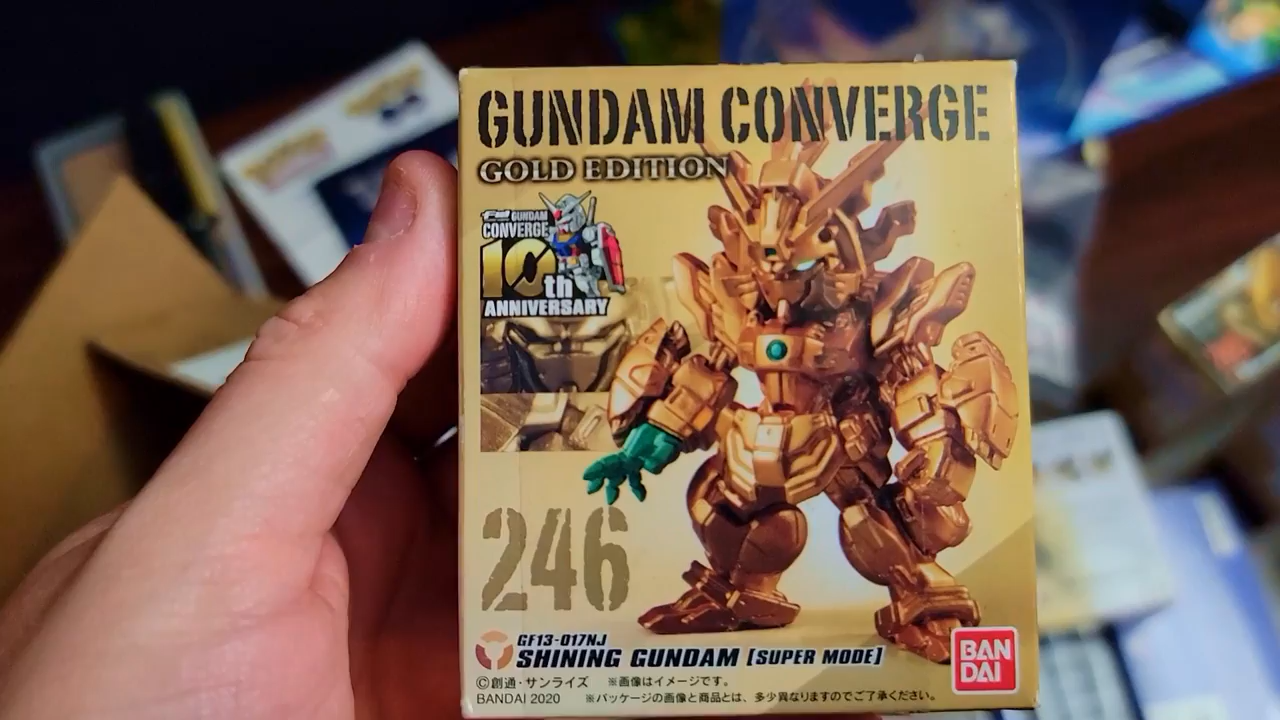 GUNDAM CONVERGE
GOLD EDITION
FW GUNDAM
CONVERGE
10th
ANNIVERSARY
246
GF13-017NJ
SHINING GUNDAM [SUPER MODE]
©創通・サンライズ ※画像はイメージです。
BANDAI 2020 ※パッケージの画像と商品とは、多少異なりますのでご了承ください。
BAN
DAI